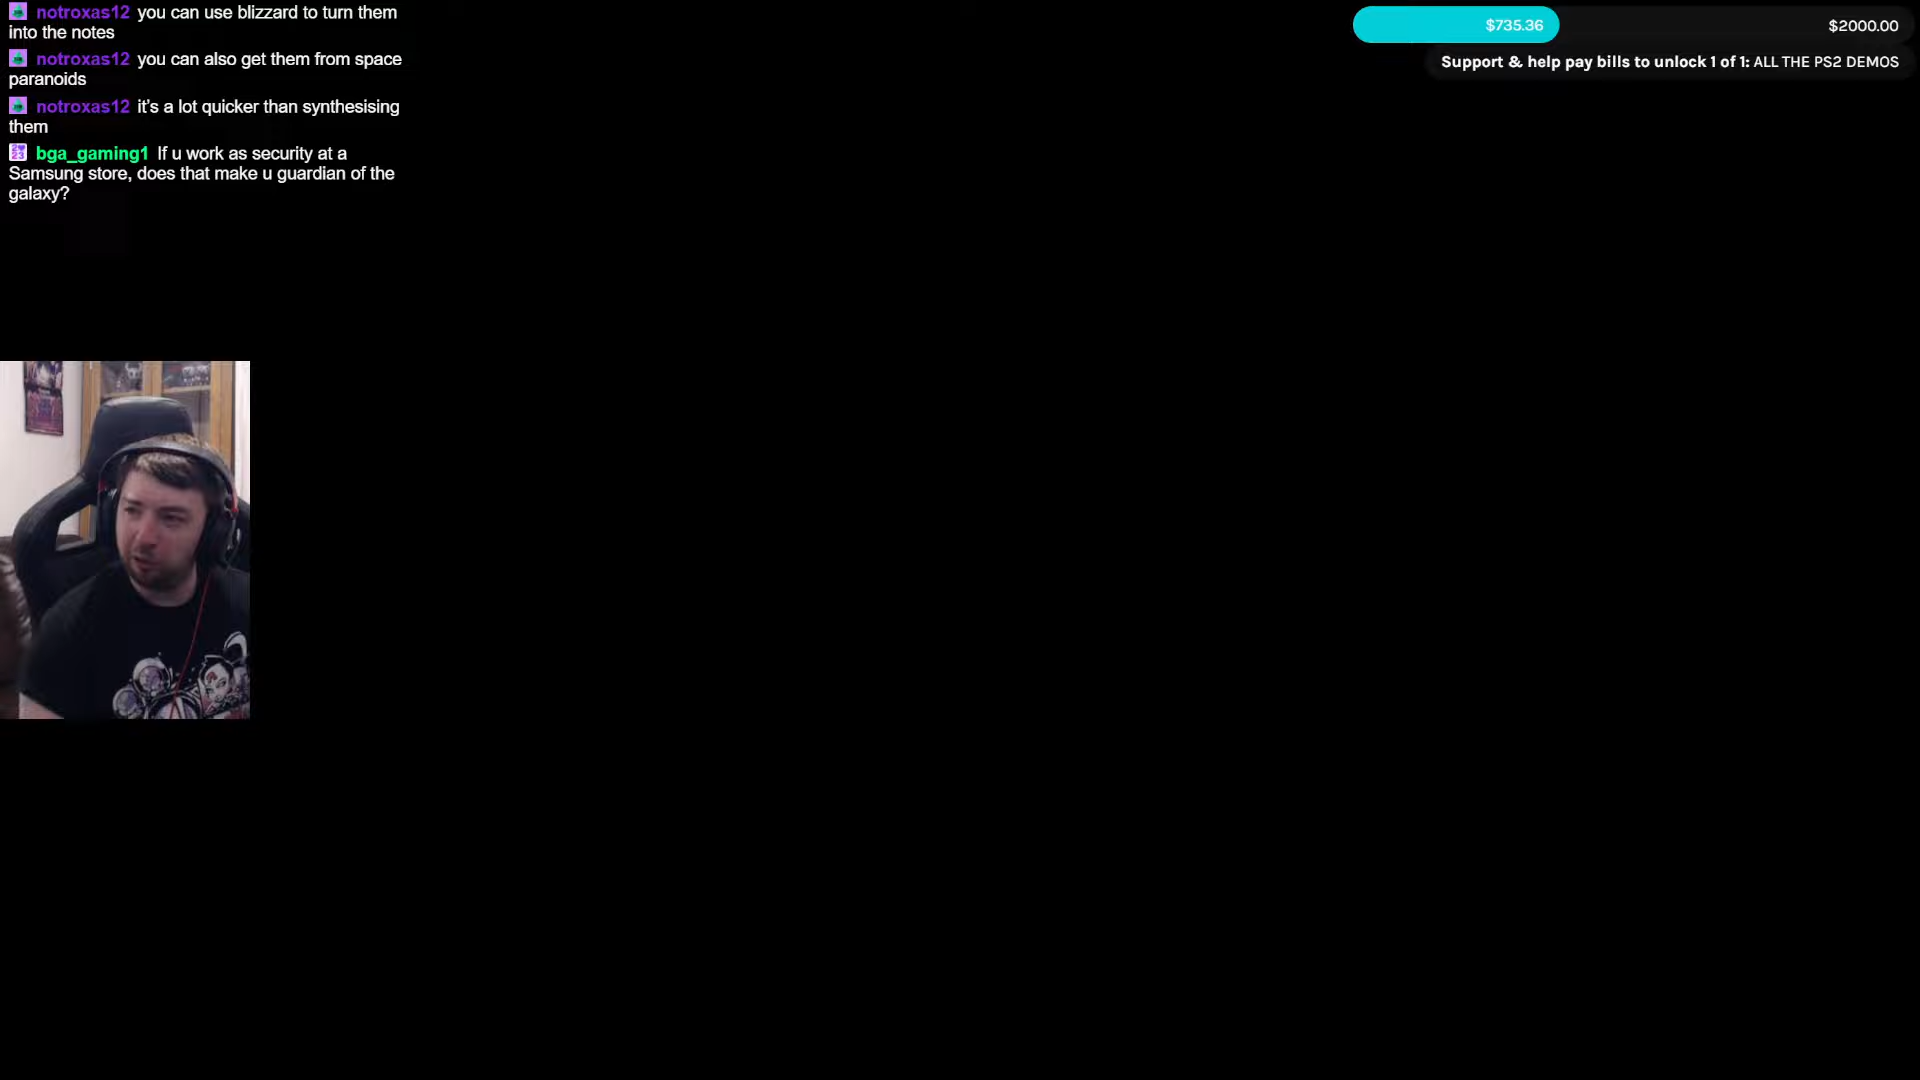 notroxas12 you can use blizzard to turn them
into the notes
notroxas12 you can also get them from space
paranoids
notroxas12 it's a lot quicker than synthesising
them
bga_gaming1 If u work as security at a
Samsung store, does that make u guardian of the
galaxy?
$735.36 $2000.00
Support & help pay bills to unlock 1 of 1: ALL THE PS2 DEMOS